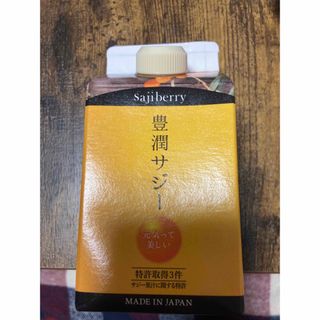 sajiberry
豊潤サジー
元気って
美しい
特許取得3件
サジー果汁に関する特許
MADE IN JAPAN